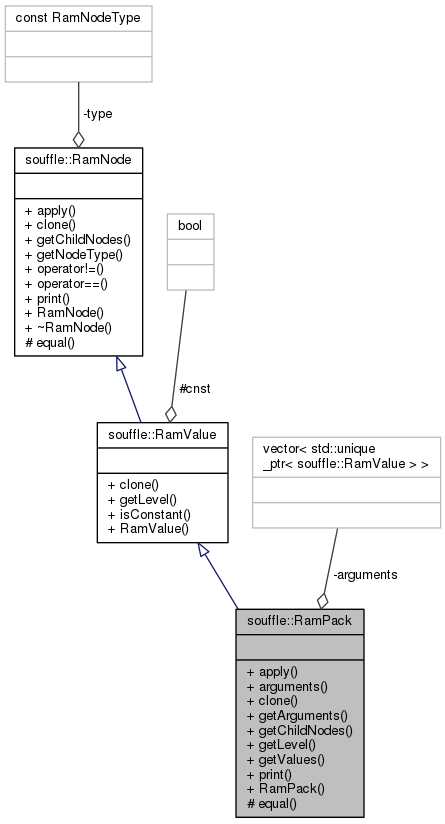 const RamNodeType
-type
souffle::RamNode
+ apply()
+ clone()
+ getChildNodes()
+ getNodeType()
+ operator!=()
+ operator==()
+ print()
+ RamNode()
+ ~RamNode()
# equal()
bool
#cnst
souffle::RamValue
+ clone()
+ getLevel()
+ isConstant()
+ RamValue()
vector< std::unique
_ptr< souffle::RamValue > >
-arguments
souffle::RamPack
+ apply()
+ arguments()
+ clone()
+ getArguments()
+ getChildNodes()
+ getLevel()
+ getValues()
+ print()
+ RamPack()
# equal()